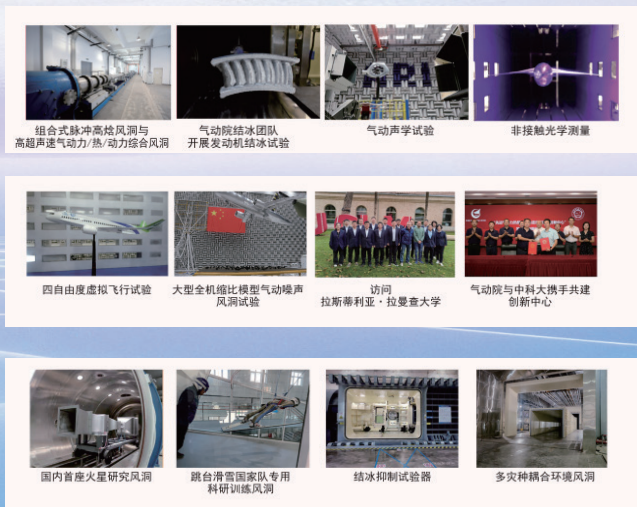 组合式脉冲高焓风洞与
高超声速气动力/热/动力综合风洞
气动院结冰团队
开展发动机结冰试验
气动声学试验
非接触光学测量
四自由度虚拟飞行试验
大型全机缩比模型气动噪声
风洞试验
访问
拉斯蒂利亚·拉曼查大学
气动院与中科大携手共建
创新中心
国内首座火星研究风洞
跳台滑雪国家队专用
科研训练风洞
结冰抑制试验器
多灾种耦合环境风洞